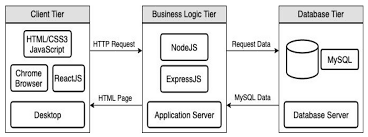 Client Tier
HTML/CSS3
JavaScript
Chrome
Browser
ReactJS
Desktop
HTTP Request
HTML Page
Business Logic Tier
NodeJS
ExpressJS
Application Server
Request Data
MySQL Data
Database Tier
MySQL
Database Server